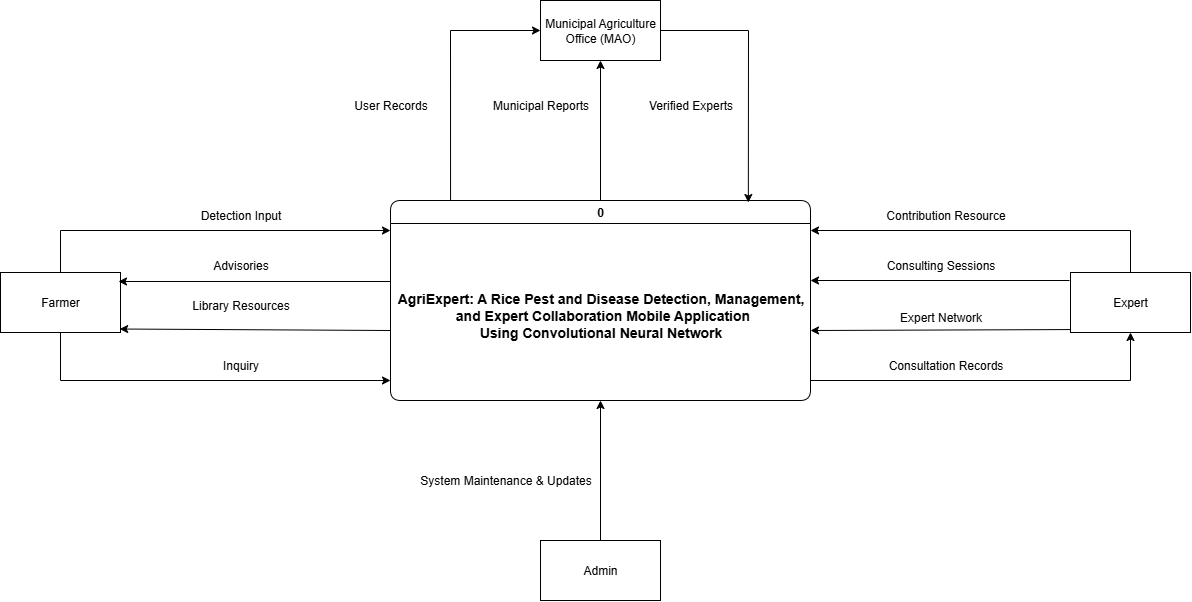 Municipal Agriculture
Office (MAO)
User Records
Municipal Reports
Verified Experts
0
Detection Input
Contribution Resource
Advisories
Consulting Sessions
Farmer
Library Resources
AgriExpert: A Rice Pest and Disease Detection, Management,
and Expert Collaboration Mobile Application
Using Convolutional Neural Network
Expert
Expert Network
Inquiry
Consultation Records
System Maintenance & Updates
Admin